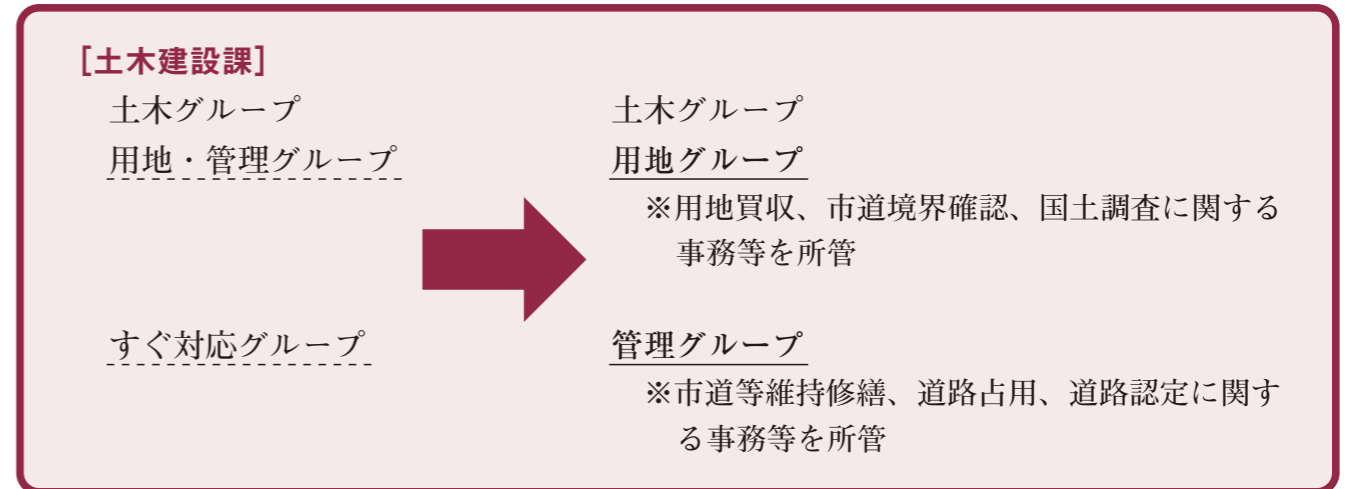 [土木建設課]
土木グループ 土木グループ
用地・管理グループ 用地グループ
※用地買収、市道境界確認、国土調査に関する
事務等を所管
すぐ対応グループ 管理グループ
※市道等維持修繕、道路占用、道路認定に関す
る事務等を所管